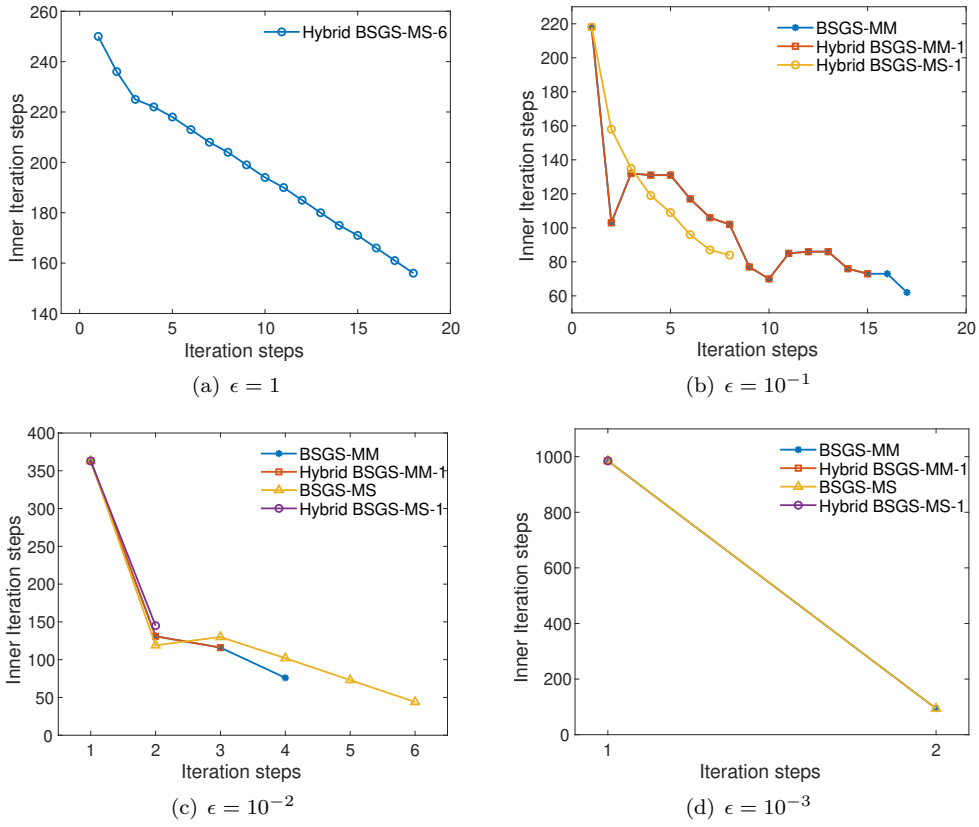 Hybrid BSGS-MS-6
260
240
220
200
180
160
140
0
5
10
15
20
Inner Iteration steps
Iteration steps
(a) ϵ = 1
BSGS-MM
Hybrid BSGS-MM-1
Hybrid BSGS-MS-1
220
200
180
160
140
120
100
80
60
0
5
10
15
20
Inner Iteration steps
Iteration steps
(b) ϵ = 10⁻¹
BSGS-MM
Hybrid BSGS-MM-1
BSGS-MS
Hybrid BSGS-MS-1
400
350
300
250
200
150
100
50
0
1
2
3
4
5
6
Inner Iteration steps
Iteration steps
(c) ϵ = 10⁻²
BSGS-MM
Hybrid BSGS-MM-1
BSGS-MS
Hybrid BSGS-MS-1
1000
800
600
400
200
0
1
2
Inner Iteration steps
Iteration steps
(d) ϵ = 10⁻³